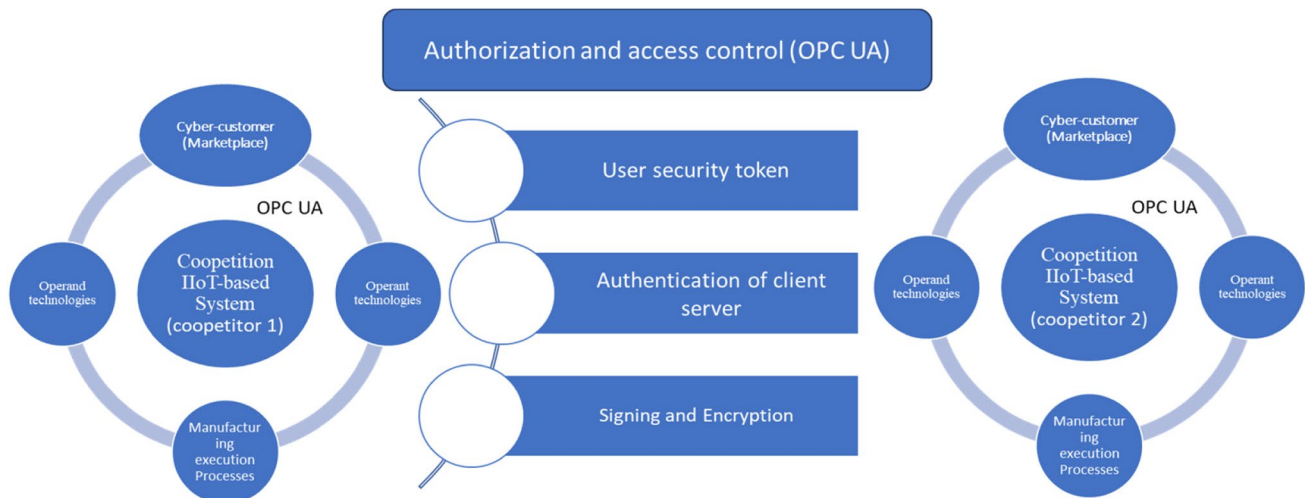 Authorization and access control (OPC UA)
Cyber-customer
(Marketplace)
OPC UA
Operand
technologies
Coopetition
IIoT-based
System
(coopetitor 1)
Operant
technologies
Manufactur
ing
execution
Processes
User security token
Authentication of client
server
Signing and Encryption
Cyber-customer
(Marketplace)
OPC UA
Operand
technologies
Coopetition
IIoT-based
System
(coopetitor 2)
Operant
technologies
Manufactur
ing
execution
Processes